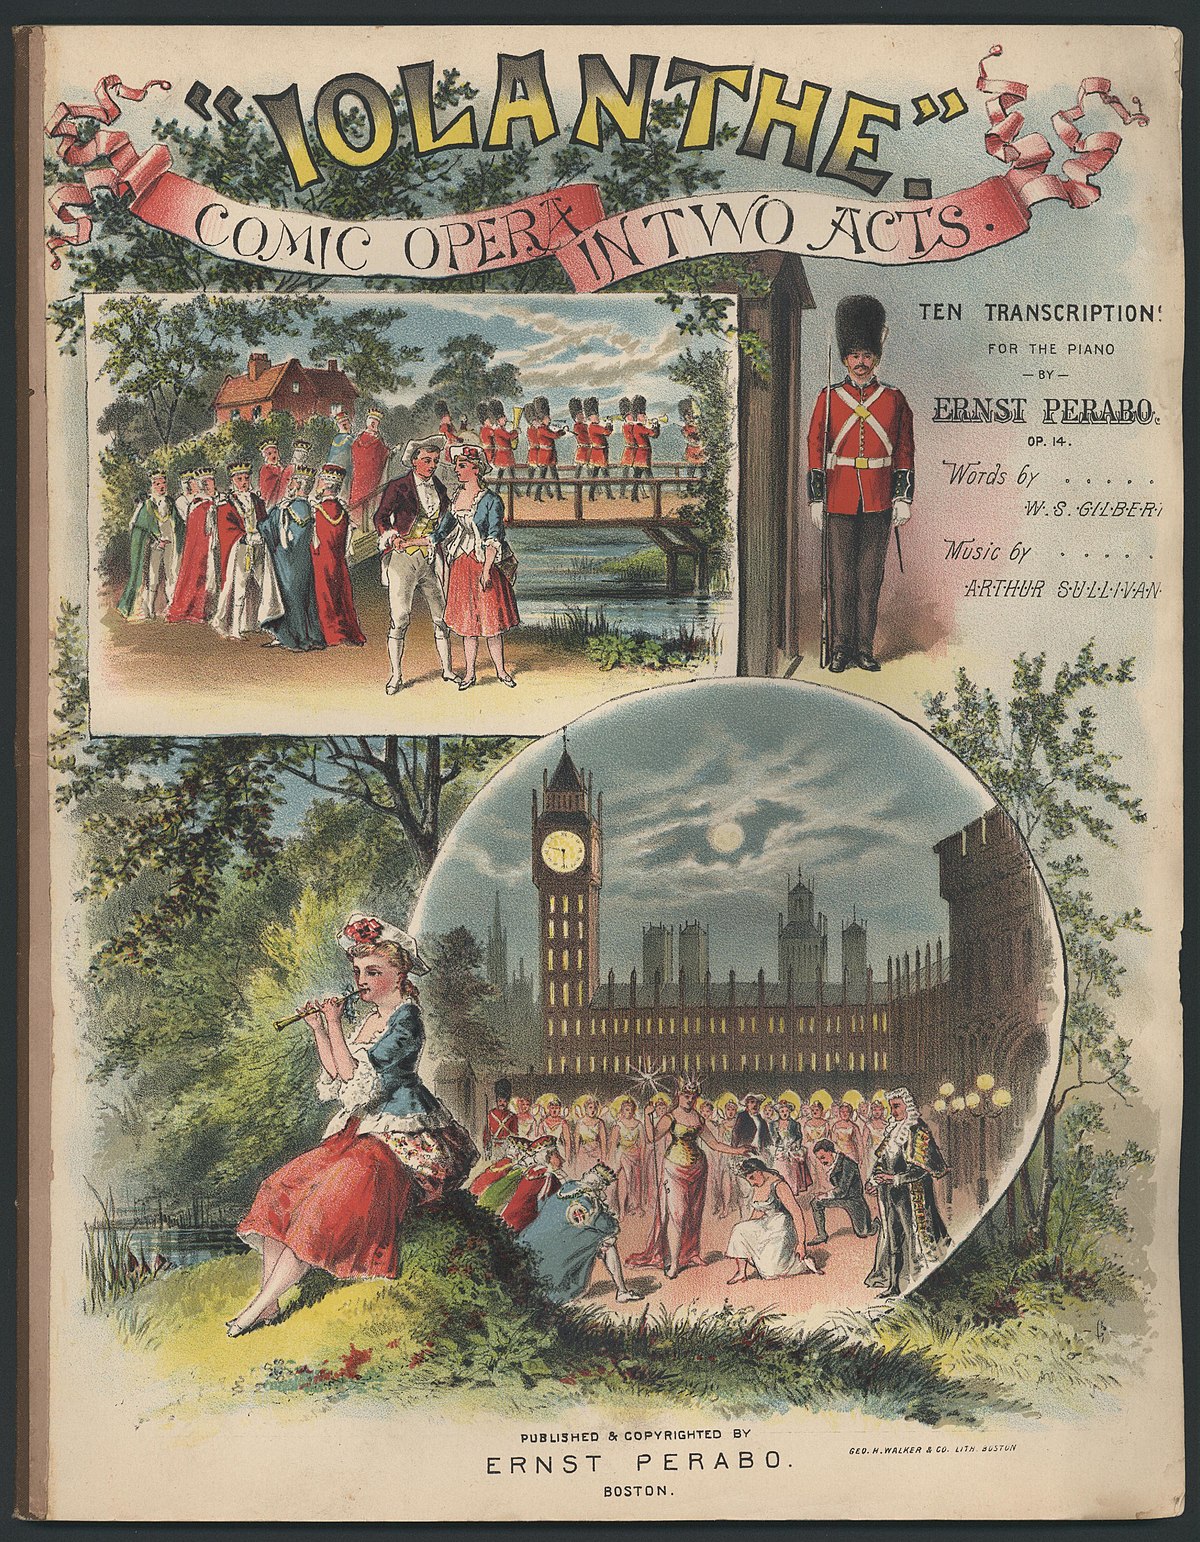 "IOLANTHE."
COMIC OPERA IN TWO ACTS.
TEN TRANSCRIPTIONS
FOR THE PIANO
— BY —
ERNST PERABO.
OP. 14.
Words by . . . . .
W. S. GILBERT
Music by . . . . .
ARTHUR SULLIVAN
PUBLISHED & COPYRIGHTED BY
ERNST PERABO.
BOSTON.
GEO. H. WALKER & CO. LITH. BOSTON